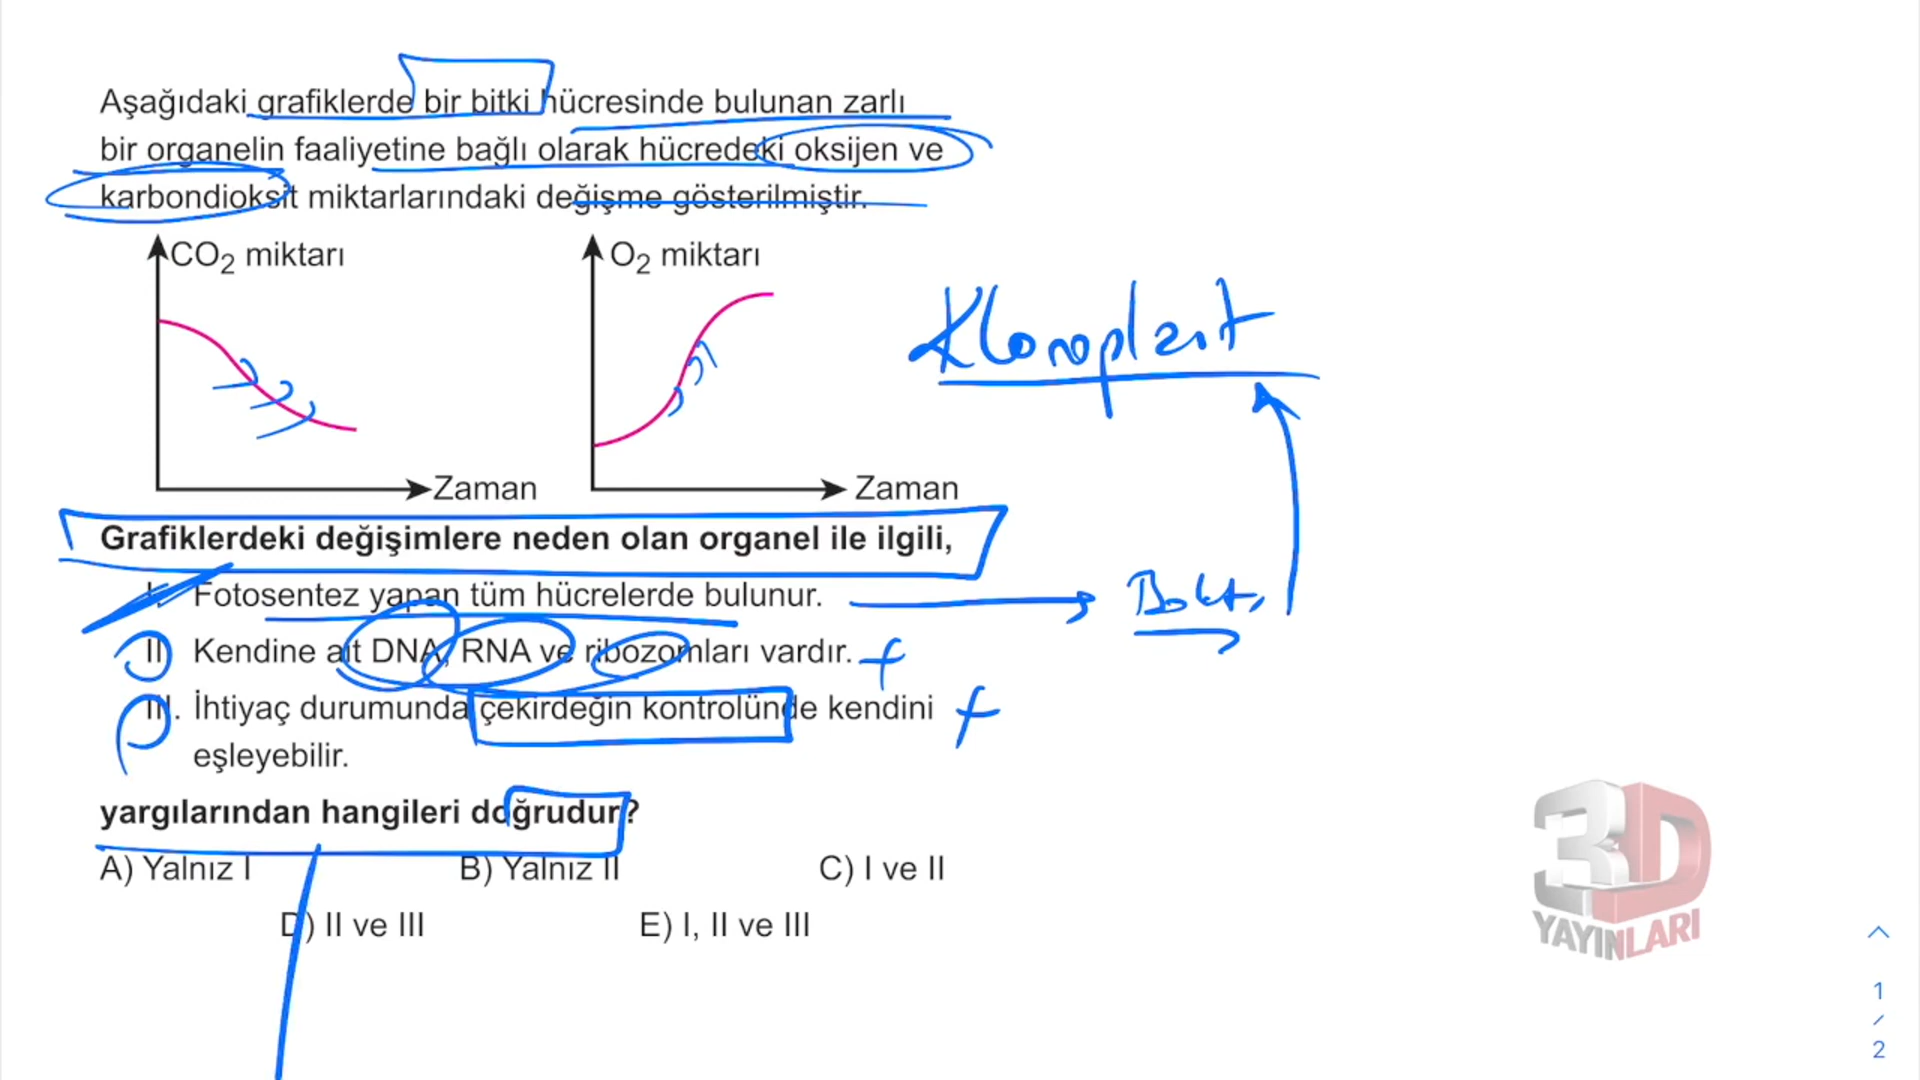 Aşağıdaki grafiklerde bir bitki hücresinde bulunan zarlı
bir organelin faaliyetine bağlı olarak hücredeki oksijen ve
karbondioksit miktarlarındaki değişme gösterilmiştir.
CO₂ miktarı
O₂ miktarı
Kloroplast
Zaman
Zaman
Grafiklerdeki değişimlere neden olan organel ile ilgili,
I. Fotosentez yapan tüm hücrelerde bulunur.
Bakt.
II. Kendine ait DNA, RNA ve ribozomları vardır. +
III. İhtiyaç durumunda çekirdeğin kontrolünde kendini +
eşleyebilir.
yargılarından hangileri doğrudur?
A) Yalnız I B) Yalnız II C) I ve II
D) II ve III E) I, II ve III
3D
YAYINLARI
1
/
2